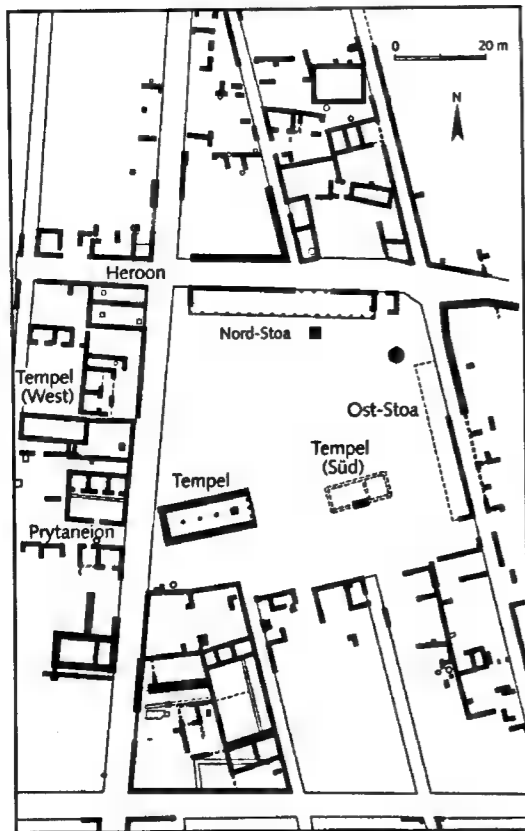 0 20 m
N
Heroon
Nord-Stoa
Tempel
(West)
Ost-Stoa
Tempel
(Süd)
Tempel
Prytaneion